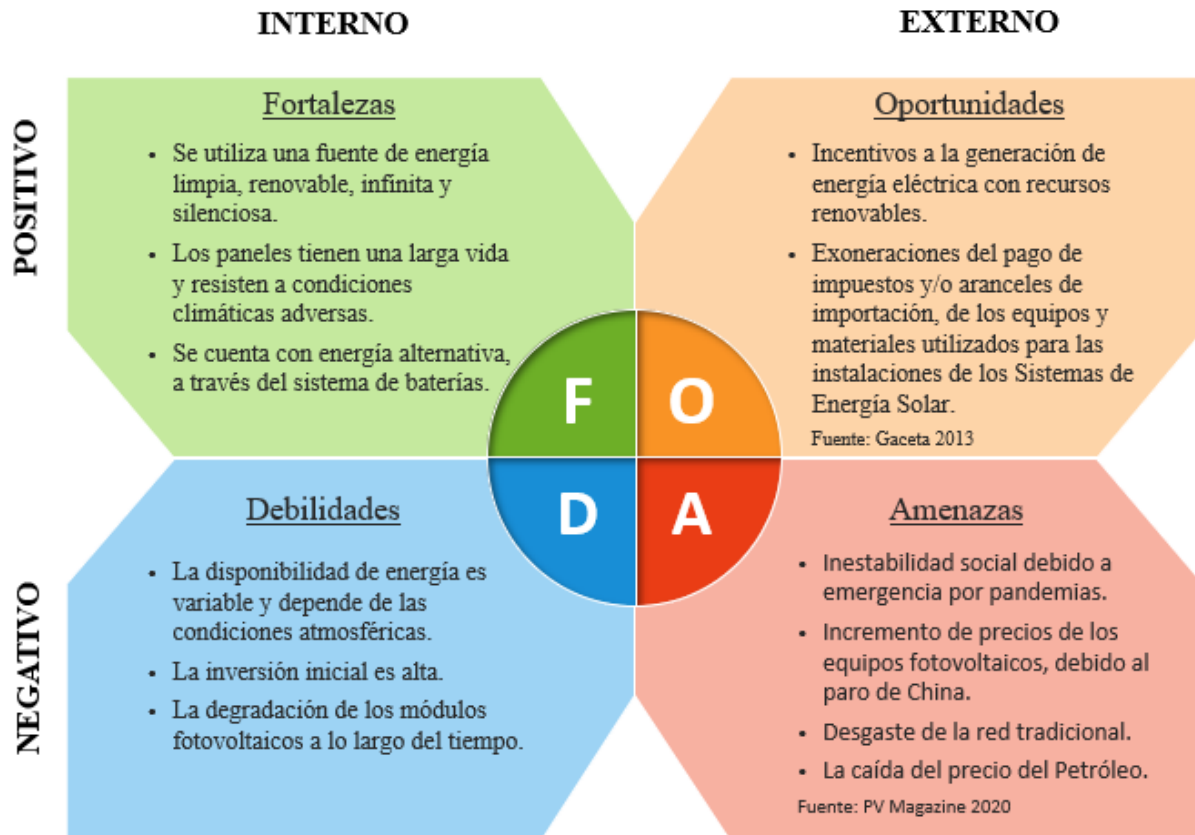 INTERNO
EXTERNO
POSITIVO
NEGATIVO
Fortalezas
• Se utiliza una fuente de energía
limpia, renovable, infinita y
silenciosa.
• Los paneles tienen una larga vida
y resisten a condiciones
climáticas adversas.
• Se cuenta con energía alternativa,
a través del sistema de baterías.
Oportunidades
• Incentivos a la generación de
energía eléctrica con recursos
renovables.
• Exoneraciones del pago de
impuestos y/o aranceles de
importación, de los equipos y
materiales utilizados para las
instalaciones de los Sistemas de
Energía Solar.
Fuente: Gaceta 2013
F
O
D
A
Debilidades
• La disponibilidad de energía es
variable y depende de las
condiciones atmosféricas.
• La inversión inicial es alta.
• La degradación de los módulos
fotovoltaicos a lo largo del tiempo.
Amenazas
• Inestabilidad social debido a
emergencia por pandemias.
• Incremento de precios de los
equipos fotovoltaicos, debido al
paro de China.
• Desgaste de la red tradicional.
• La caída del precio del Petróleo.
Fuente: PV Magazine 2020